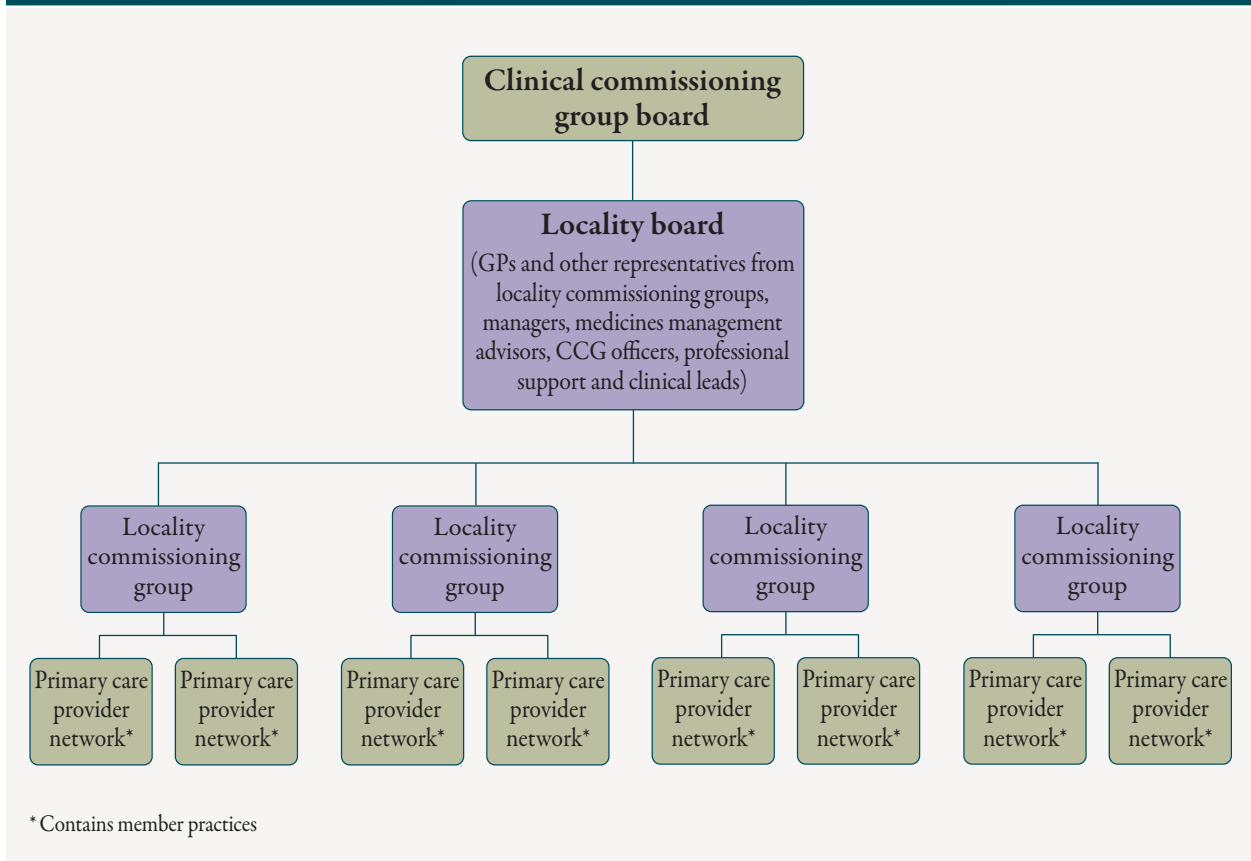 Clinical commissioning
group board
Locality board
(GPs and other representatives from
locality commissioning groups,
managers, medicines management
advisors, CCG officers, professional
support and clinical leads)
Locality
commissioning
group
Locality
commissioning
group
Locality
commissioning
group
Locality
commissioning
group
Primary care
provider
network*
Primary care
provider
network*
Primary care
provider
network*
Primary care
provider
network*
Primary care
provider
network*
Primary care
provider
network*
Primary care
provider
network*
Primary care
provider
network*
* Contains member practices